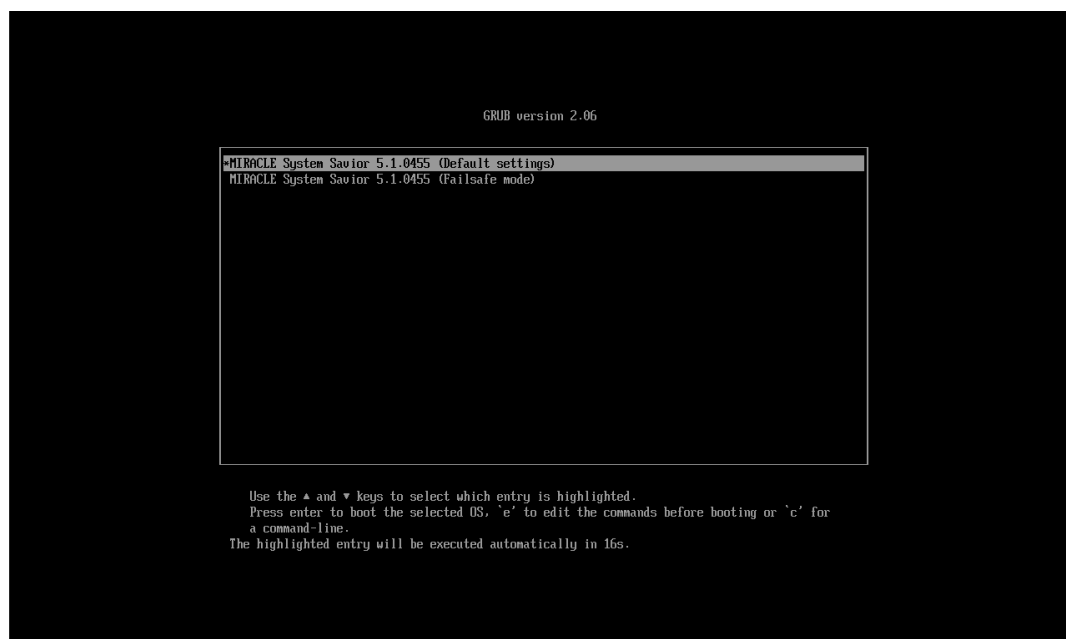 GRUB version 2.06
*MIRACLE System Savior 5.1.0455 (Default settings)
MIRACLE System Savior 5.1.0455 (Failsafe mode)
Use the ▲ and ▼ keys to select which entry is highlighted.
Press enter to boot the selected OS, `e' to edit the commands before booting or `c' for
a command-line.
The highlighted entry will be executed automatically in 16s.